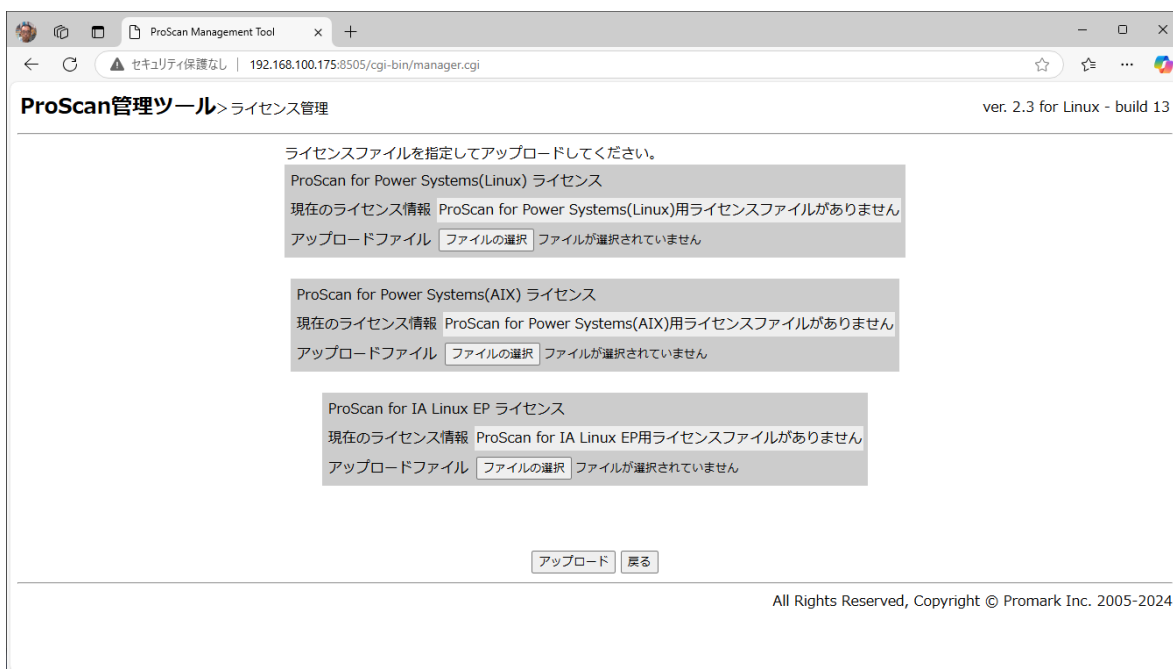 ProScan Management Tool
セキュリティ保護なし | 192.168.100.175:8505/cgi-bin/manager.cgi
ProScan管理ツール>ライセンス管理 ver. 2.3 for Linux - build 13
ライセンスファイルを指定してアップロードしてください。
ProScan for Power Systems(Linux) ライセンス
現在のライセンス情報 ProScan for Power Systems(Linux)用ライセンスファイルがありません
アップロードファイル ファイルの選択 ファイルが選択されていません
ProScan for Power Systems(AIX) ライセンス
現在のライセンス情報 ProScan for Power Systems(AIX)用ライセンスファイルがありません
アップロードファイル ファイルの選択 ファイルが選択されていません
ProScan for IA Linux EP ライセンス
現在のライセンス情報 ProScan for IA Linux EP用ライセンスファイルがありません
アップロードファイル ファイルの選択 ファイルが選択されていません
アップロード 戻る
All Rights Reserved, Copyright © Promark Inc. 2005-2024